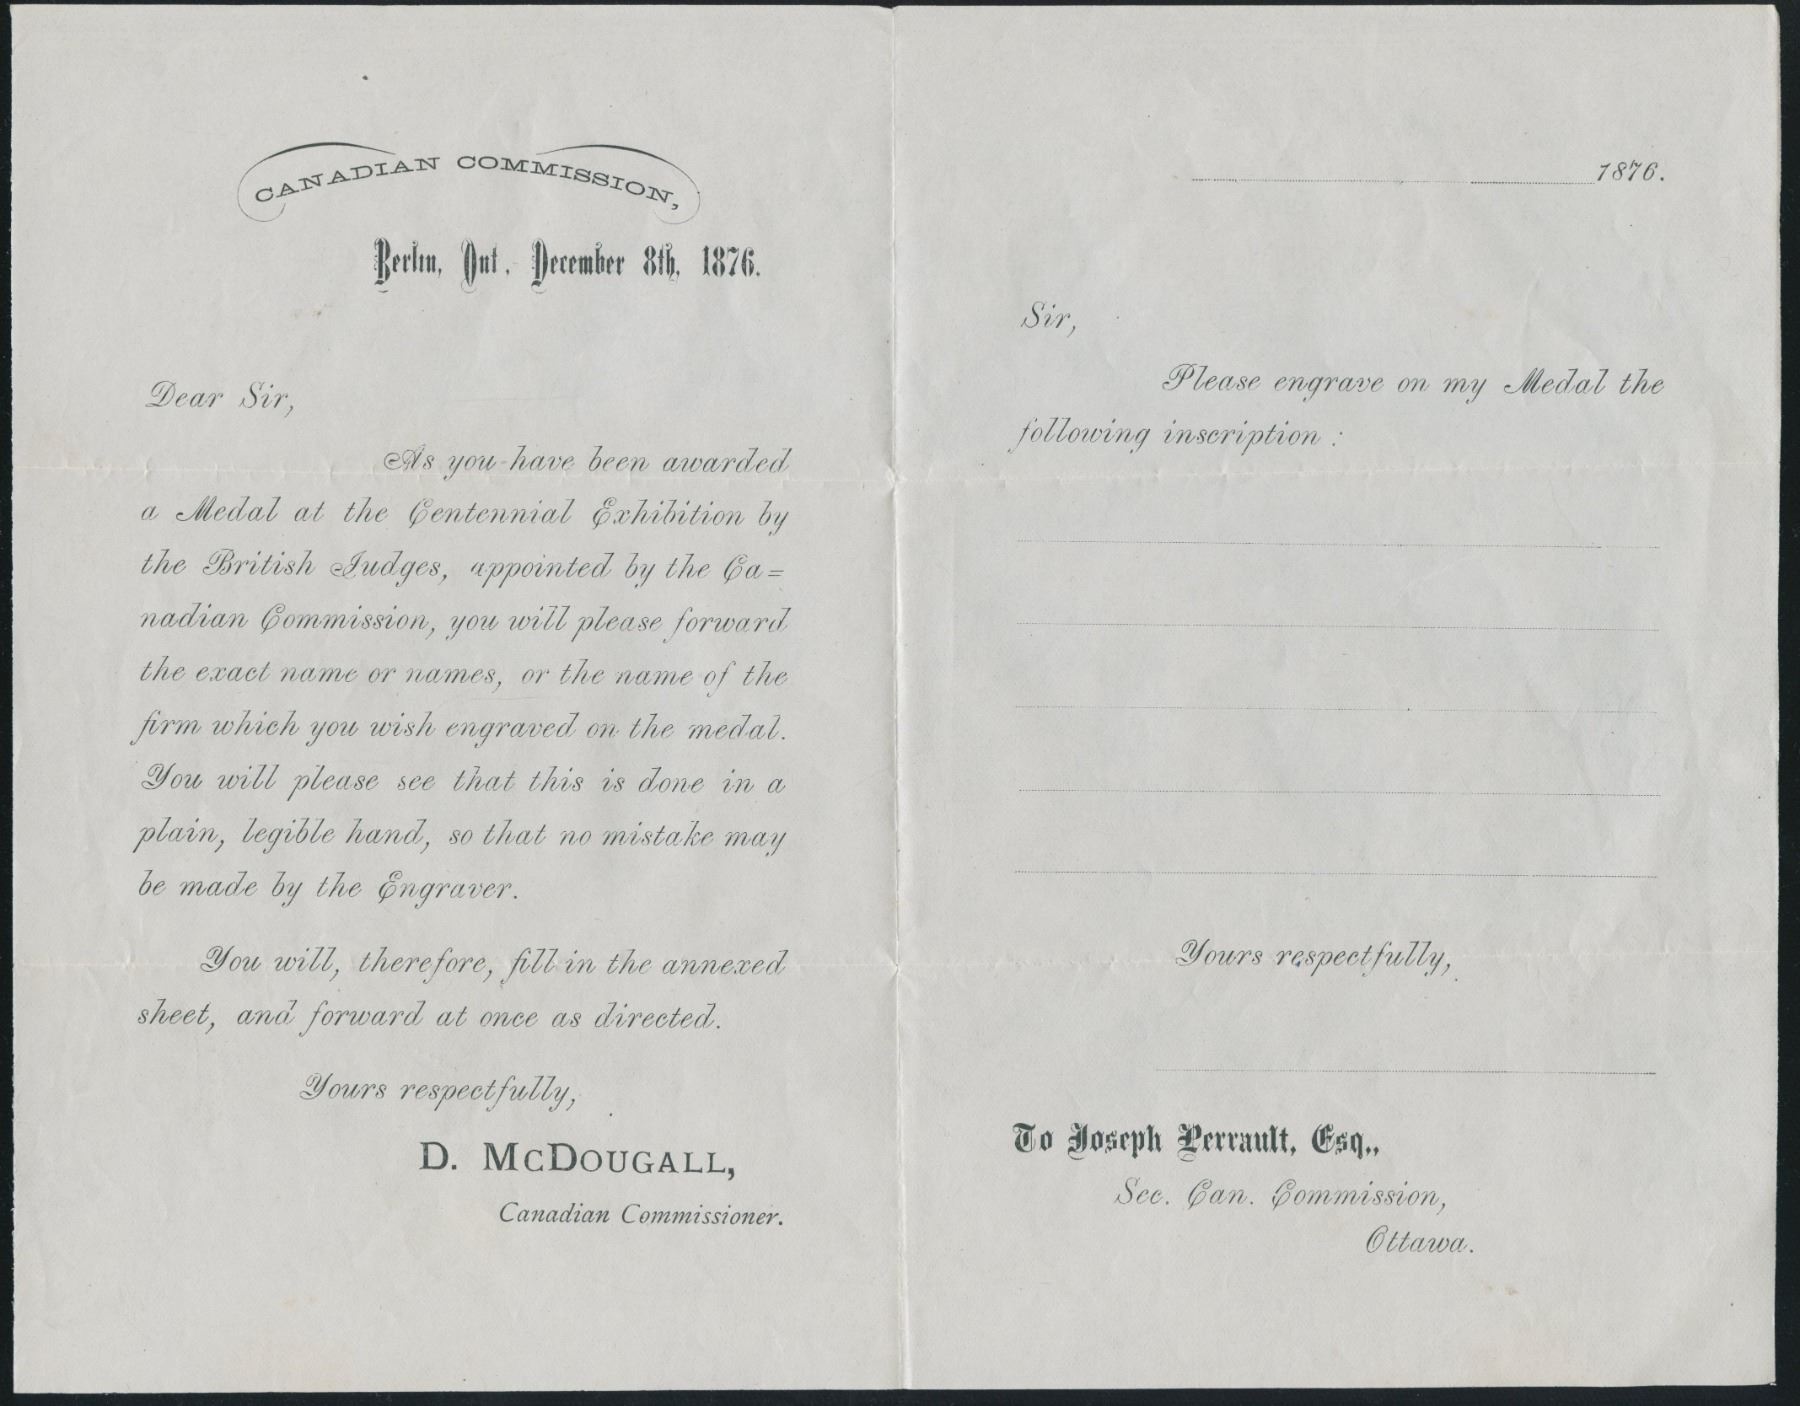 CANADIAN COMMISSION,
Berlin, Ont. December 8th, 1876.
Dear Sir,
As you have been awarded
a Medal at the Centennial Exhibition by
the British Judges, appointed by the Ca=
nadian Commission, you will please forward
the exact name or names, or the name of the
firm which you wish engraved on the medal.
You will please see that this is done in a
plain, legible hand, so that no mistake may
be made by the Engraver.
You will, therefore, fill in the annexed
sheet, and forward at once as directed.
Yours respectfully,
D. McDOUGALL,
Canadian Commissioner.
1876.
Sir,
Please engrave on my Medal the
following inscription :
Yours respectfully,
To Joseph Perrault, Esq.,
Sec. Can. Commission,
Ottawa.